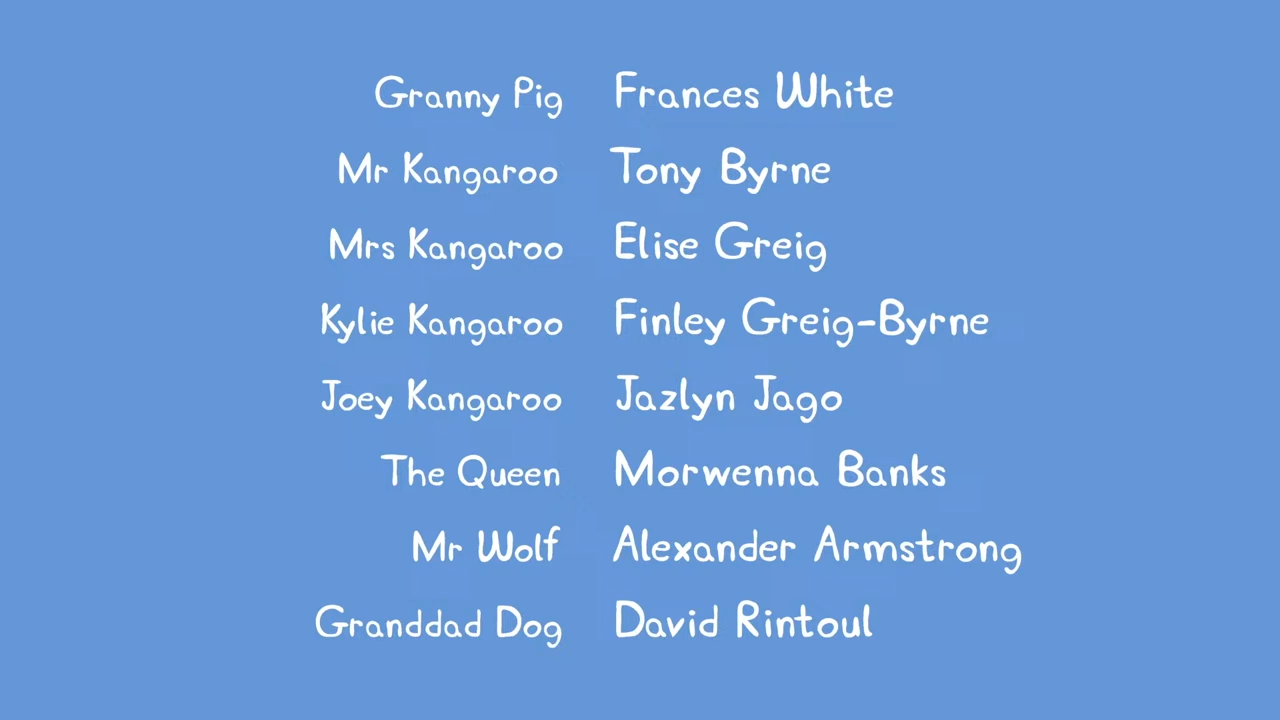 Granny Pig Frances White
Mr Kangaroo Tony Byrne
Mrs Kangaroo Elise Greig
Kylie Kangaroo Finley Greig-Byrne
Joey Kangaroo Jazlyn Jago
The Queen Morwenna Banks
Mr Wolf Alexander Armstrong
Granddad Dog David Rintoul